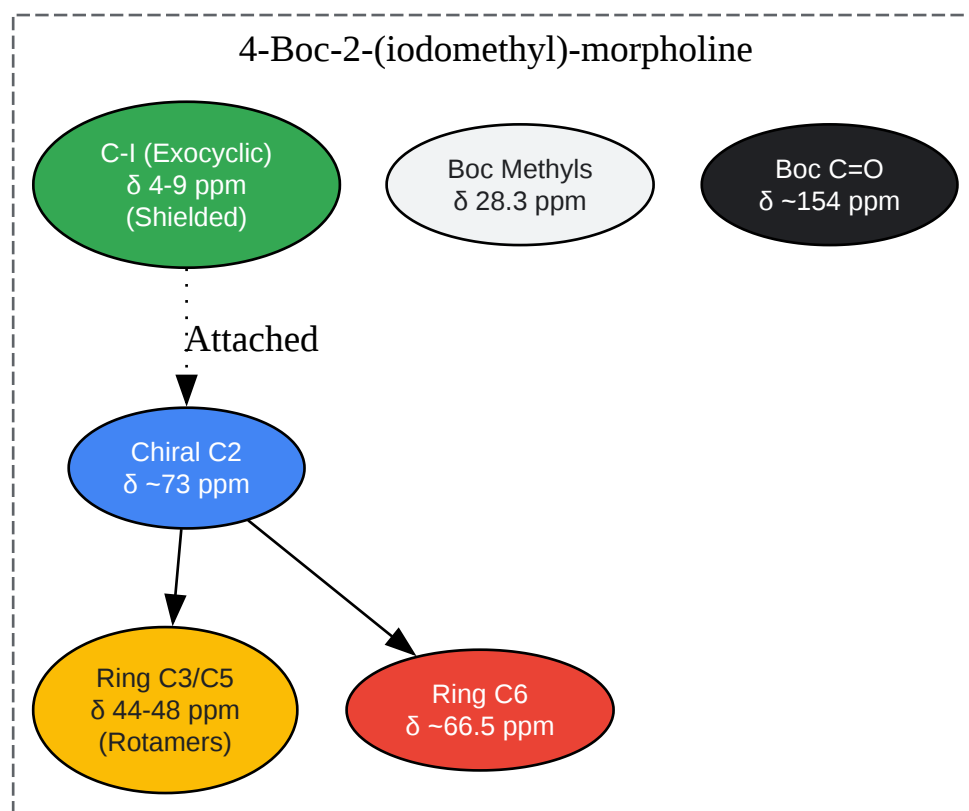 4-Boc-2-(iodomethyl)-morpholine
C-I (Exocyclic)
δ 4-9 ppm
(Shielded)
Boc Methyls
δ 28.3 ppm
Boc C=O
δ ~154 ppm
Attached
Chiral C2
δ ~73 ppm
Ring C3/C5
δ 44-48 ppm
(Rotamers)
Ring C6
δ ~66.5 ppm